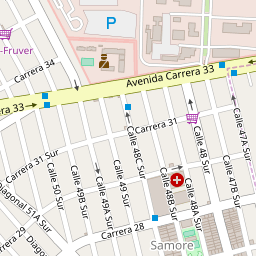 P
-Fruver
Carrera 34
Avenida Carrera 33
rera 33
Carrera 31
Calle 47A Sur
Calle 48 Sur
Calle 48C Sur
Carrera 31 Sur
Calle 50 Sur
Calle 49B Sur
Calle 49A Sur
Calle 49 Sur
Calle 48B Sur
Calle 48A Sur
Calle 47B Sur
Diagonal 51A Sur
Carrera 29
Carrera 28
Diago
Samore